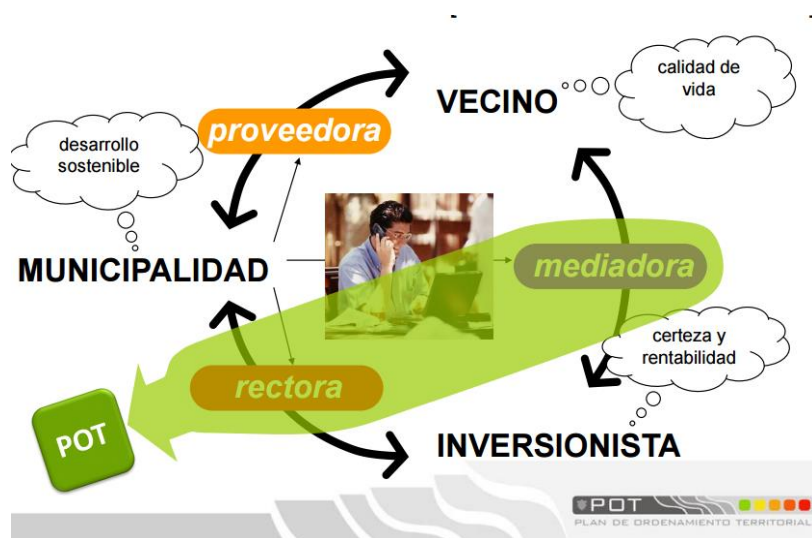 calidad de
vida
VECINO
proveedora
desarrollo
sostenible
MUNICIPALIDAD
mediadora
certeza y
rentabilidad
rectora
POT
INVERSIONISTA
POT
PLAN DE ORDENAMIENTO TERRITORIAL